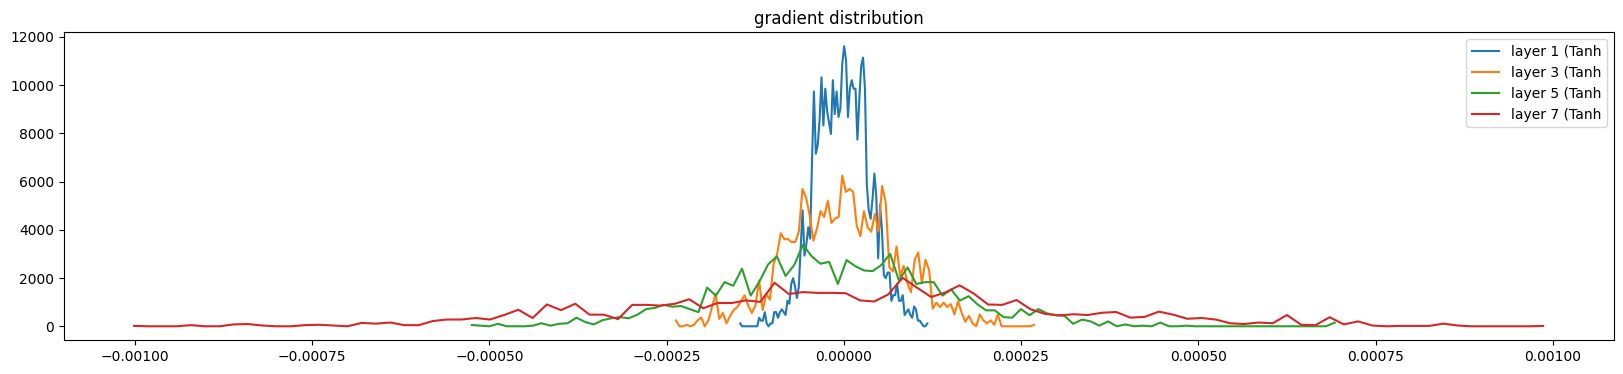 gradient distribution
12000
10000
8000
6000
4000
2000
0
layer 1 (Tanh
layer 3 (Tanh
layer 5 (Tanh
layer 7 (Tanh
−0.00100 −0.00075 −0.00050 −0.00025 0.00000 0.00025 0.00050 0.00075 0.00100